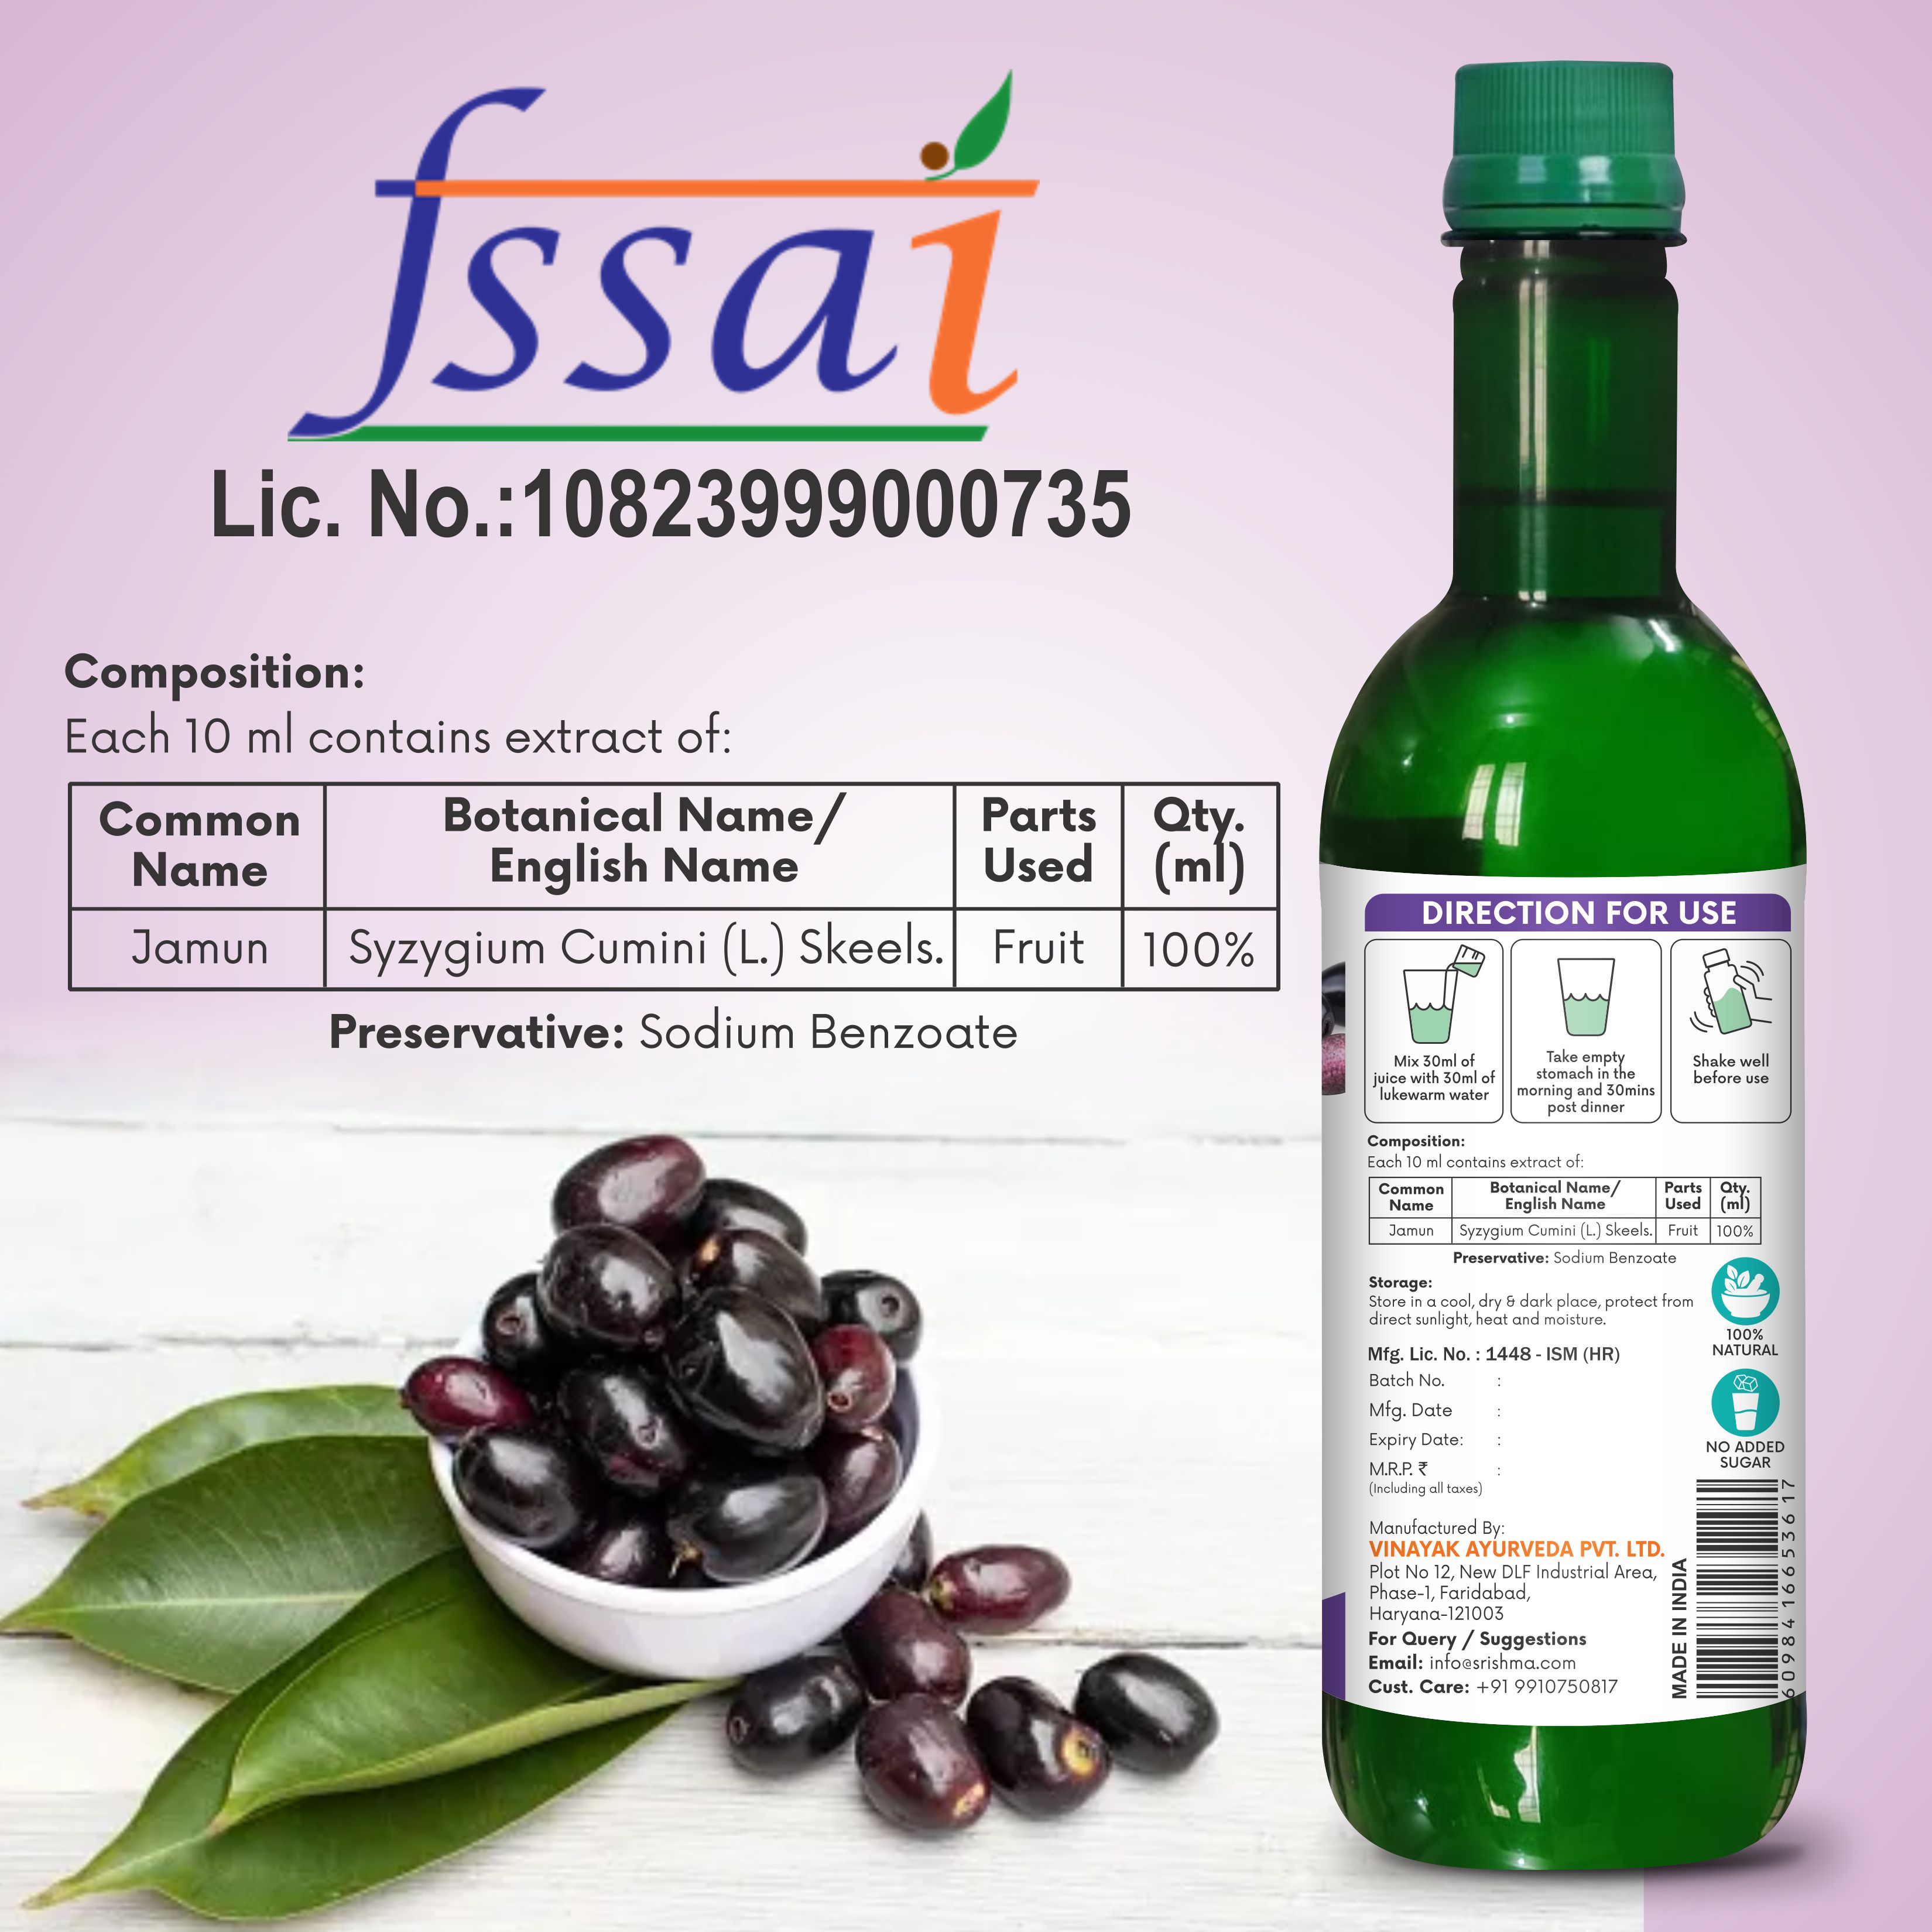 fssai
Lic. No.:10823999000735
Composition:
Each 10 ml contains extract of:
Common Name Botanical Name/ English Name Parts Used Qty. (ml)
Jamun Syzygium Cumini (L.) Skeels. Fruit 100%
Preservative: Sodium Benzoate
DIRECTION FOR USE
Mix 30ml of
juice with 30ml of
lukewarm water
Take empty
stomach in the
morning and 30mins
post dinner
Shake well
before use
Composition:
Each 10 ml contains extract of:
Common Name Botanical Name/ English Name Parts Used Qty. (ml)
Jamun Syzygium Cumini (L.) Skeels. Fruit 100%
Preservative: Sodium Benzoate
Storage:
Store in a cool, dry & dark place, protect from
direct sunlight, heat and moisture.
100%
NATURAL
Mfg. Lic. No. : 1448 - ISM (HR)
Batch No. :
Mfg. Date :
Expiry Date: :
M.R.P. ₹ :
(Including all taxes)
NO ADDED
SUGAR
Manufactured By:
VINAYAK AYURVEDA PVT. LTD.
Plot No 12, New DLF Industrial Area,
Phase-1, Faridabad,
Haryana-121003
For Query / Suggestions
Email: info@srishma.com
Cust. Care: +91 9910750817
MADE IN INDIA
6098416653617